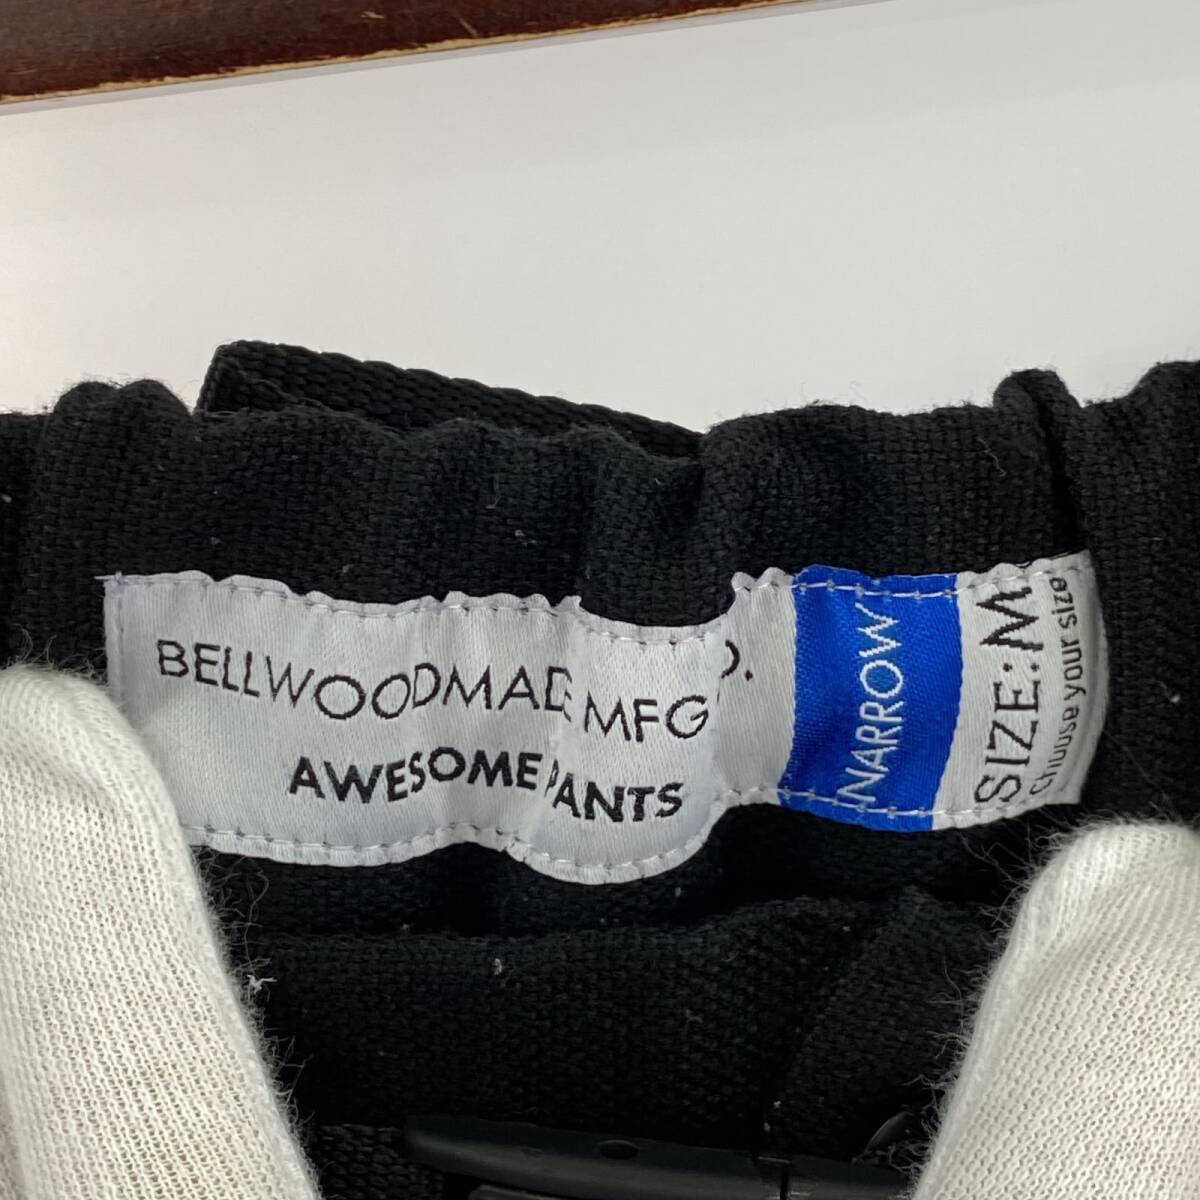 BELLWOODMADE MFG
AWESOME PANTS
NARROW
SIZE:M
choose your size